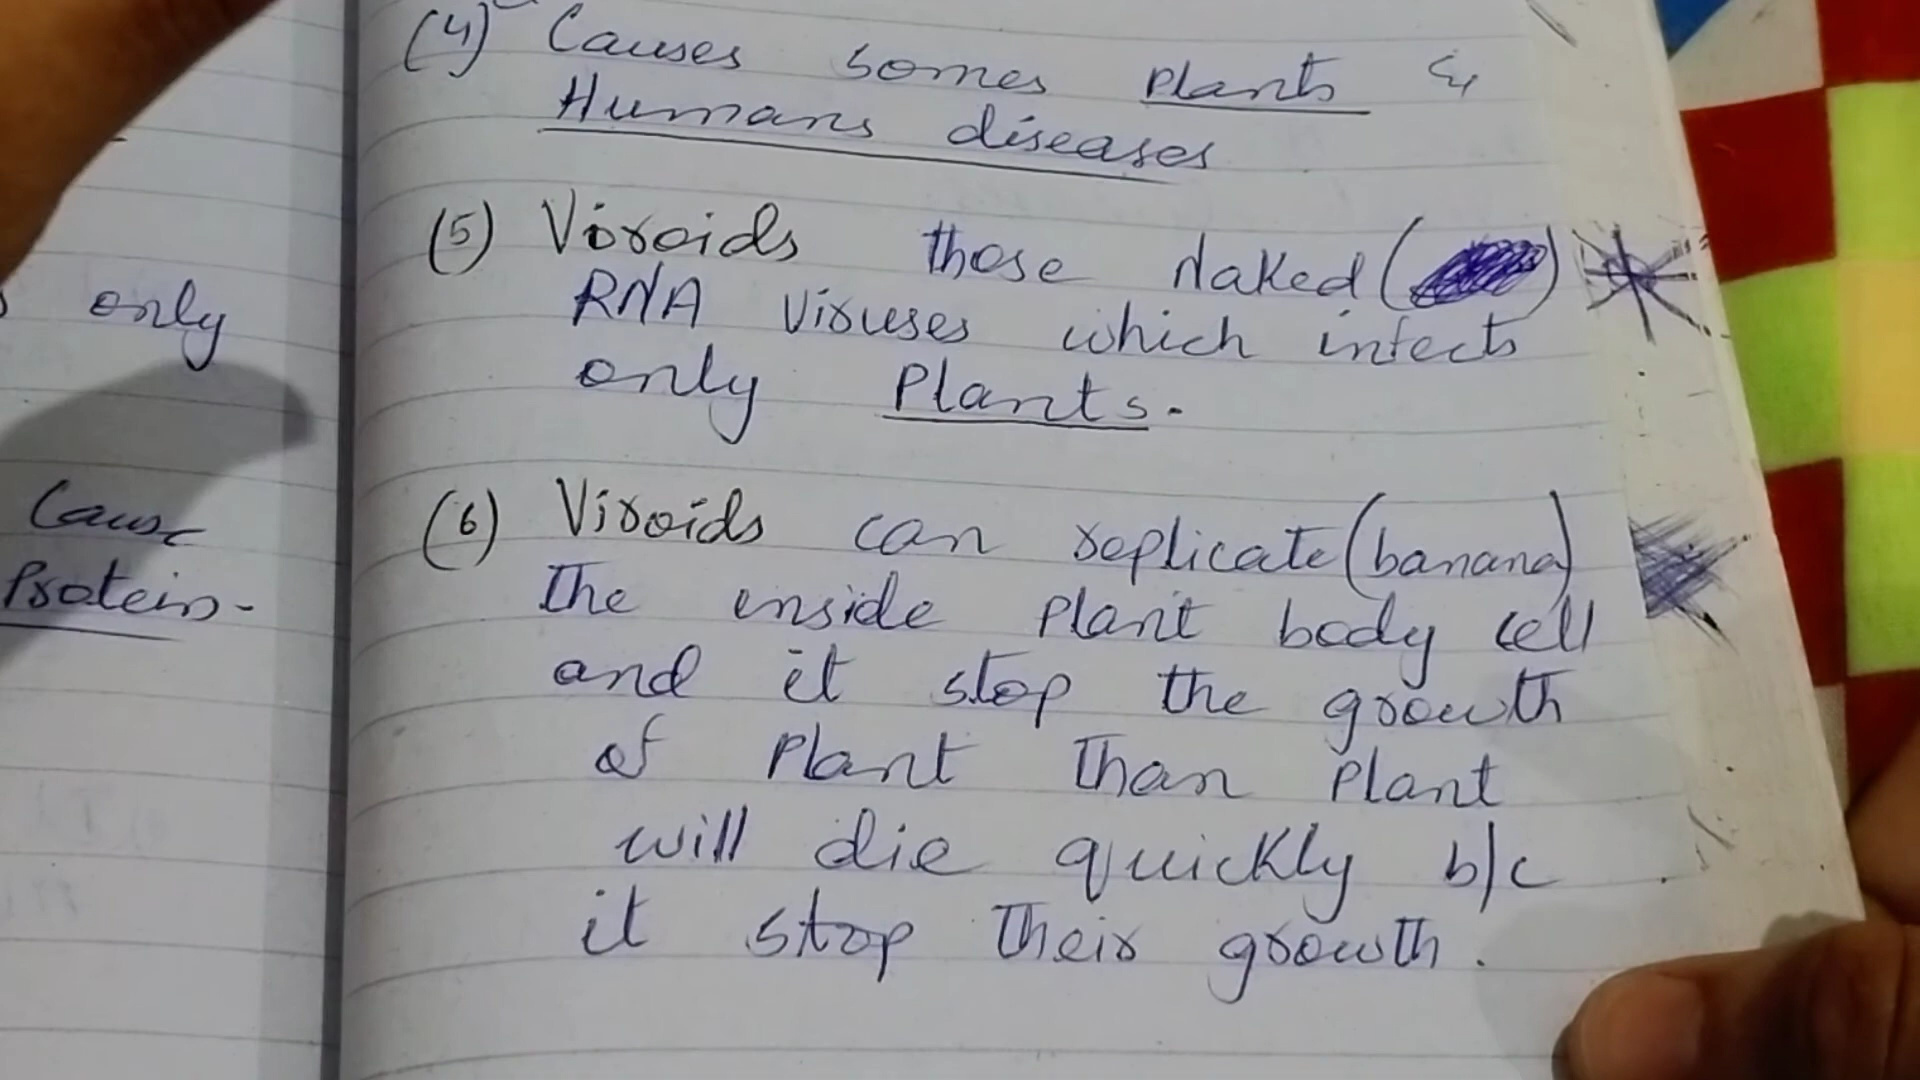 only
Cause
Protein-
(4) Causes somes plants &
Humans diseases
(5) Viroids those Naked ( )
RNA viruses which infects
only Plants.
(6) Viroids can replicate (banana)
The inside plant body cell
and it stop the growth
of Plant Than Plant
will die quickly b/c
it stop Their growth.